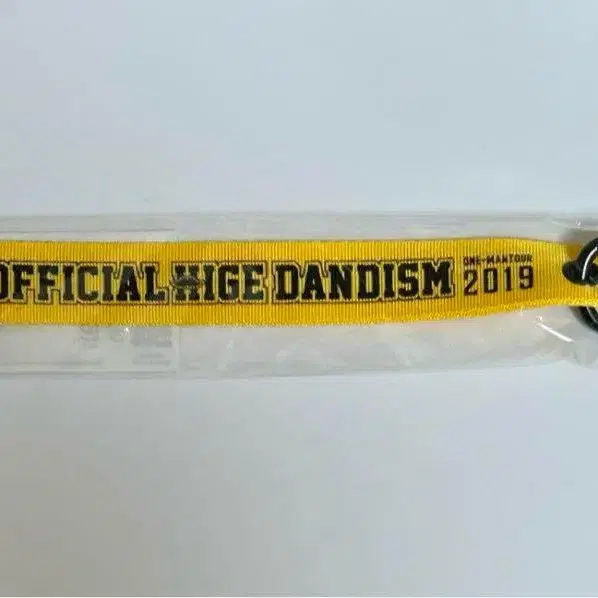 OFFICIAL HIGE DANDISM
ONE-MAN TOUR
2019